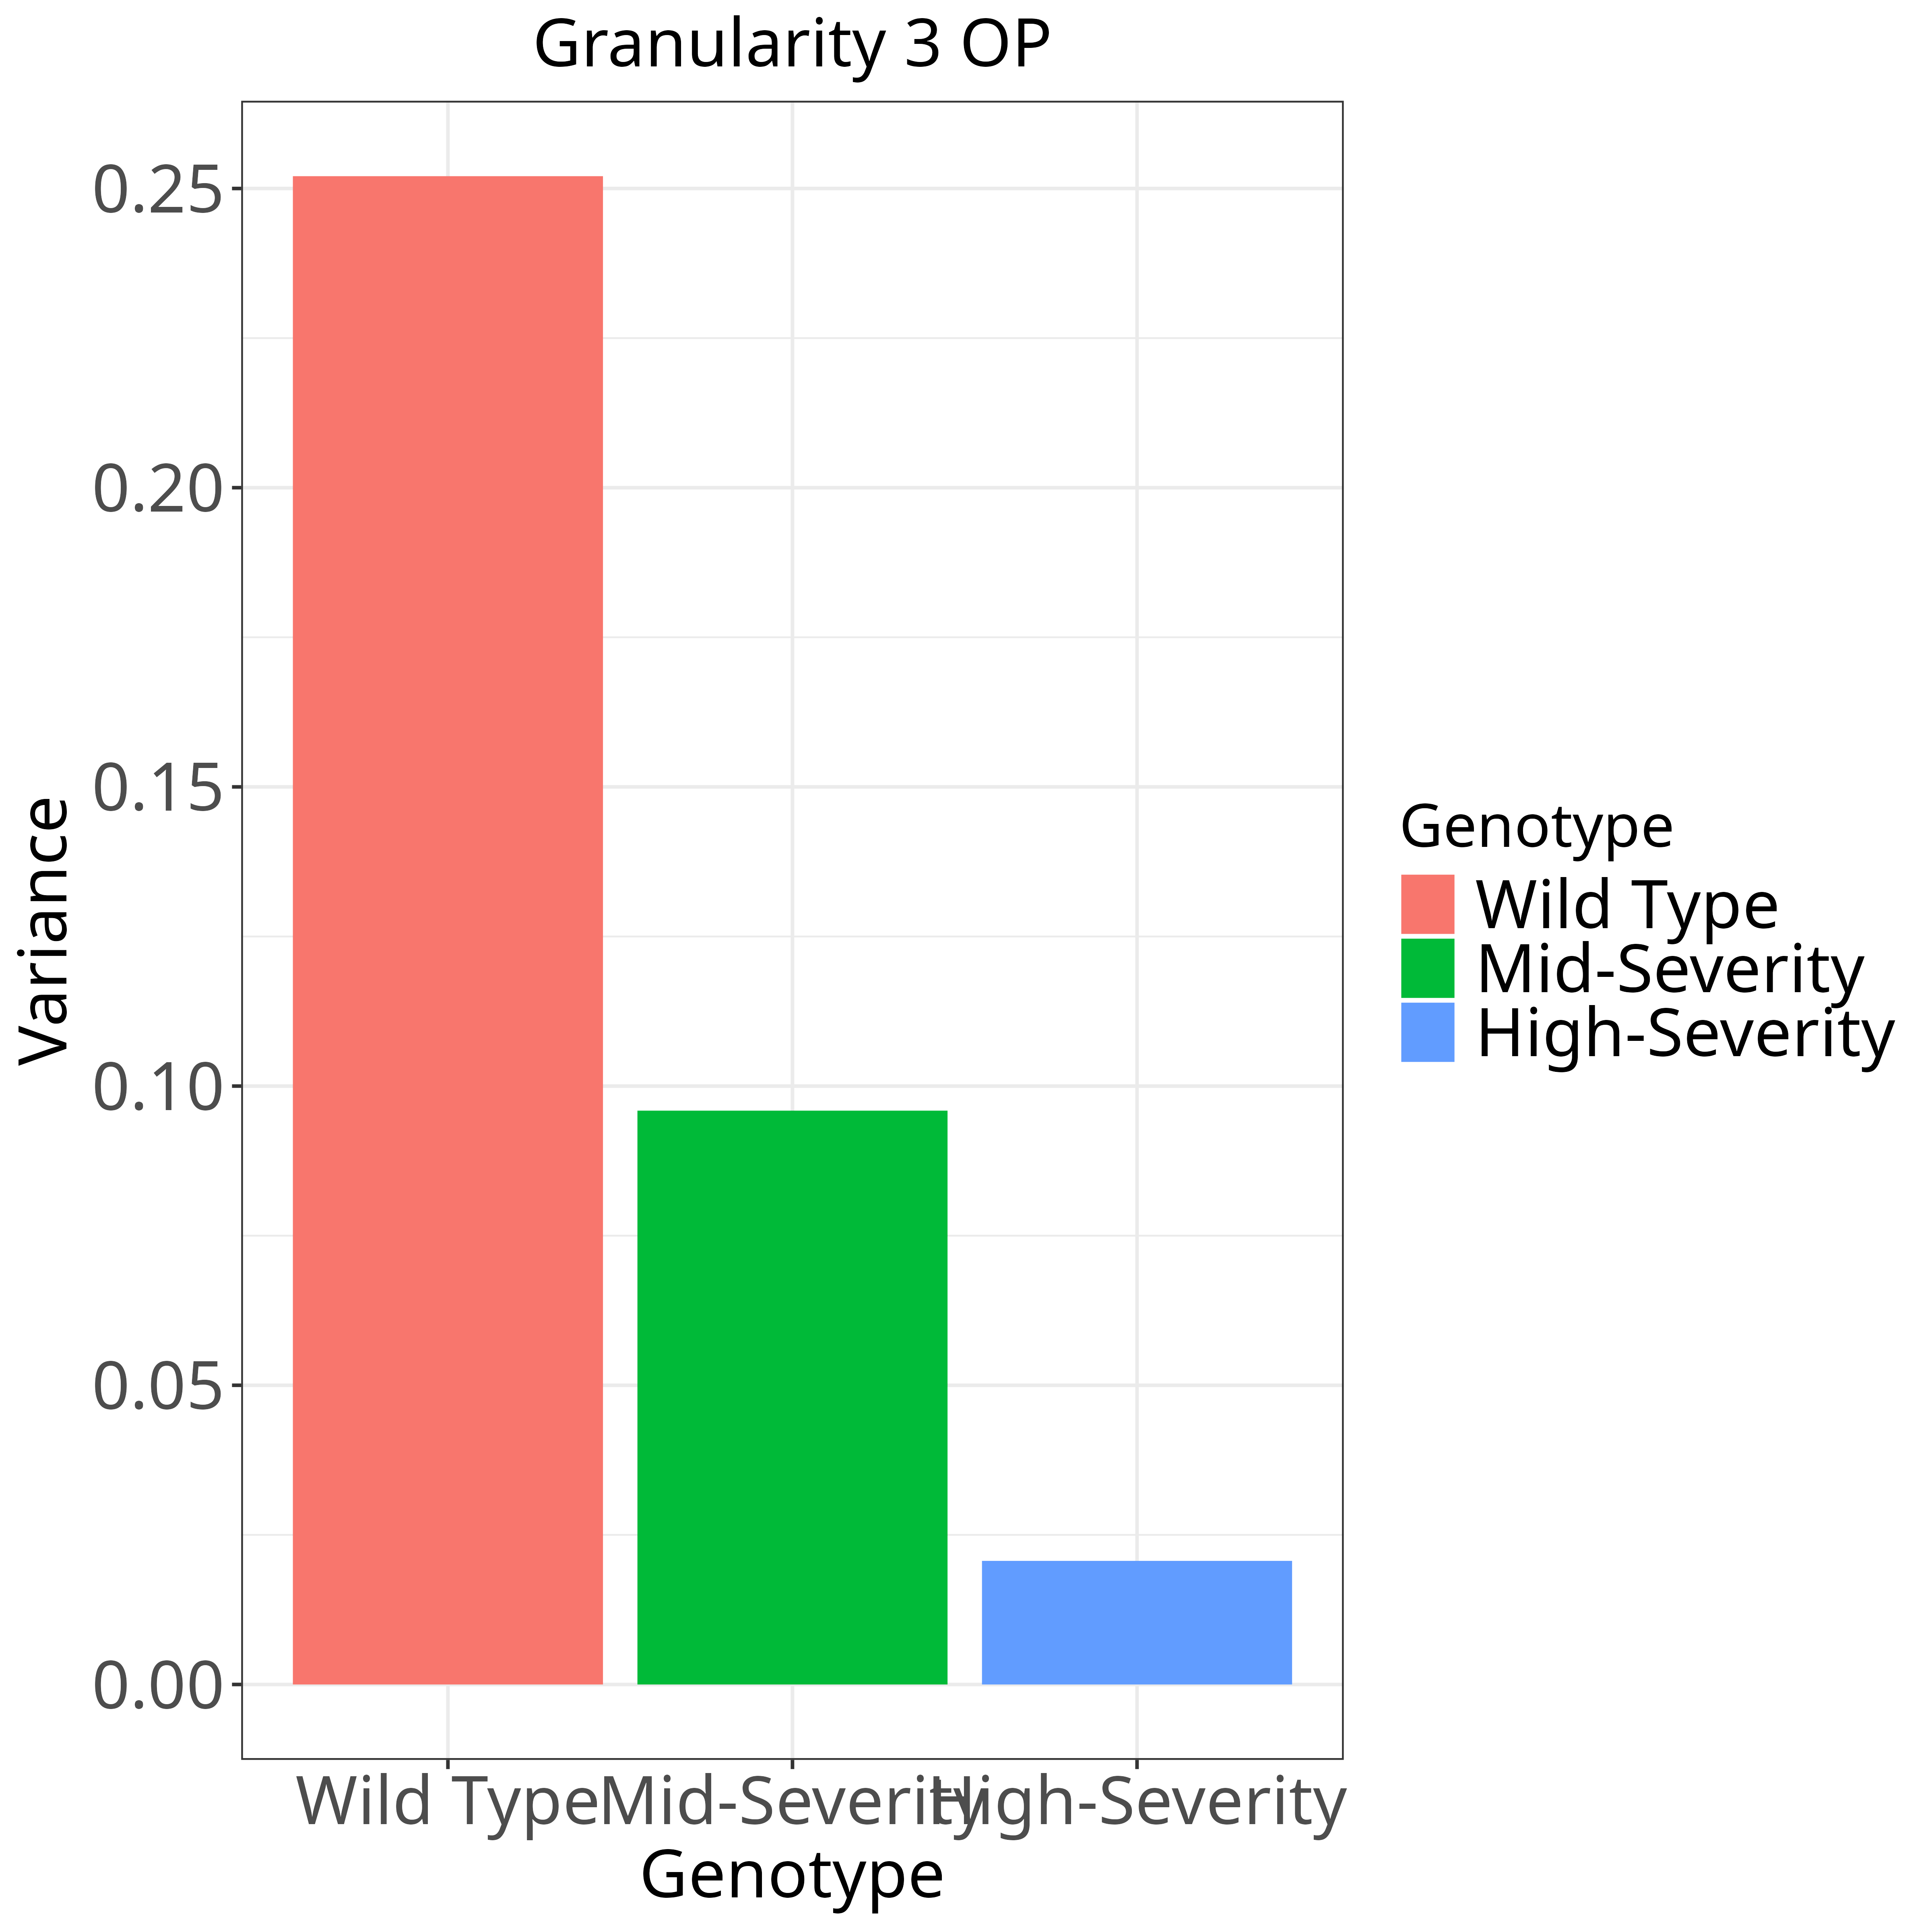 Granularity 3 OP
0.25
0.20
0.15
0.10
0.05
0.00
Variance
Wild Type Mid-Severity High-Severity
Genotype
Genotype
Wild Type
Mid-Severity
High-Severity